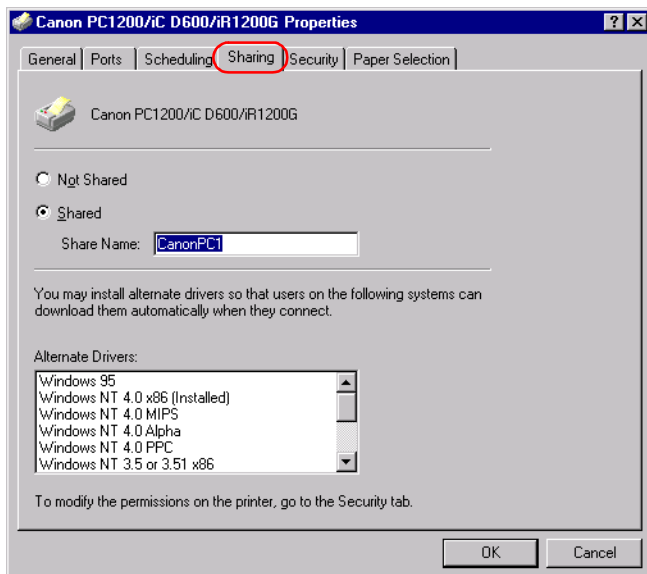 Canon PC1200/iC D600/iR1200G Properties
General Ports Scheduling Sharing Security Paper Selection
Canon PC1200/iC D600/iR1200G
Not Shared
Shared
Share Name: CanonPC1
You may install alternate drivers so that users on the following systems can
download them automatically when they connect.
Alternate Drivers:
Windows 95
Windows NT 4.0 x86 (Installed)
Windows NT 4.0 MIPS
Windows NT 4.0 Alpha
Windows NT 4.0 PPC
Windows NT 3.5 or 3.51 x86
To modify the permissions on the printer, go to the Security tab.
OK Cancel